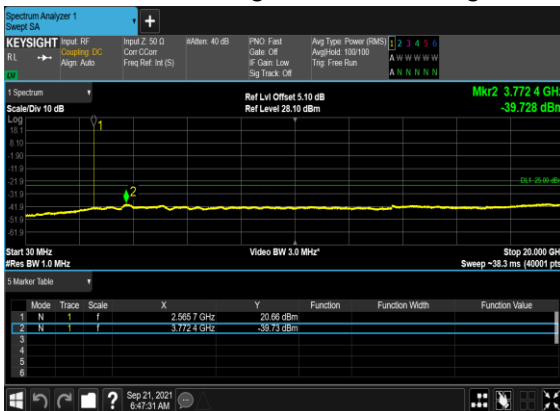 Spectrum Analyzer 1
Swept SA
KEYSIGHT Input: RF Input Z: 50 Ω #Atten: 40 dB PNO: Fast Avg Type: Power (RMS) 1 2 3 4 5 6
RL Coupling: DC Corr CCorr Gate: Off Avg|Hold: 100/100 A W W W W W
Align: Auto Freq Ref: Int (S) IF Gain: Low Trig: Free Run
LV Sig Track: Off A N N N N N
1 Spectrum Ref Lvl Offset 5.10 dB Mkr2 3.772 4 GHz
Scale/Div 10 dB Ref Level 28.10 dBm -39.728 dBm
Log
18.1 1
8.10
-1.90
-11.9
-21.9 DL1 -25.00 dBm
-31.9 2
-41.9
-51.9
-61.9
Start 30 MHz Video BW 3.0 MHz* Stop 20.000 GHz
#Res BW 1.0 MHz Sweep ~38.3 ms (40001 pts)
5 Marker Table
Mode Trace Scale X Y Function Function Width Function Value
1 N 1 f 2.565 7 GHz 20.66 dBm
2 N 1 f 3.772 4 GHz -39.73 dBm
3
4
5
6
? Sep 21, 2021
6:47:31 AM